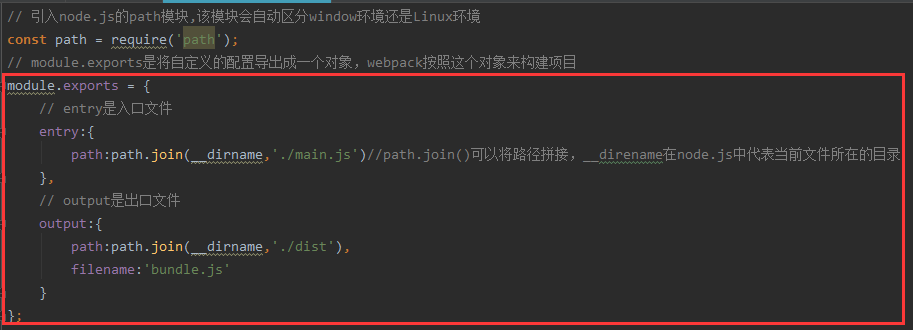 // 引入node.js的path模块,该模块会自动区分window环境还是Linux环境
const path = require('path');
// module.exports是将自定义的配置导出成一个对象，webpack按照这个对象来构建项目
module.exports = {
// entry是入口文件
entry:{
path:path.join(__dirname,'./main.js')//path.join()可以将路径拼接，__direname在node.js中代表当前文件所在的目录
},
// output是出口文件
output:{
path:path.join(__dirname,'./dist'),
filename:'bundle.js'
}
};